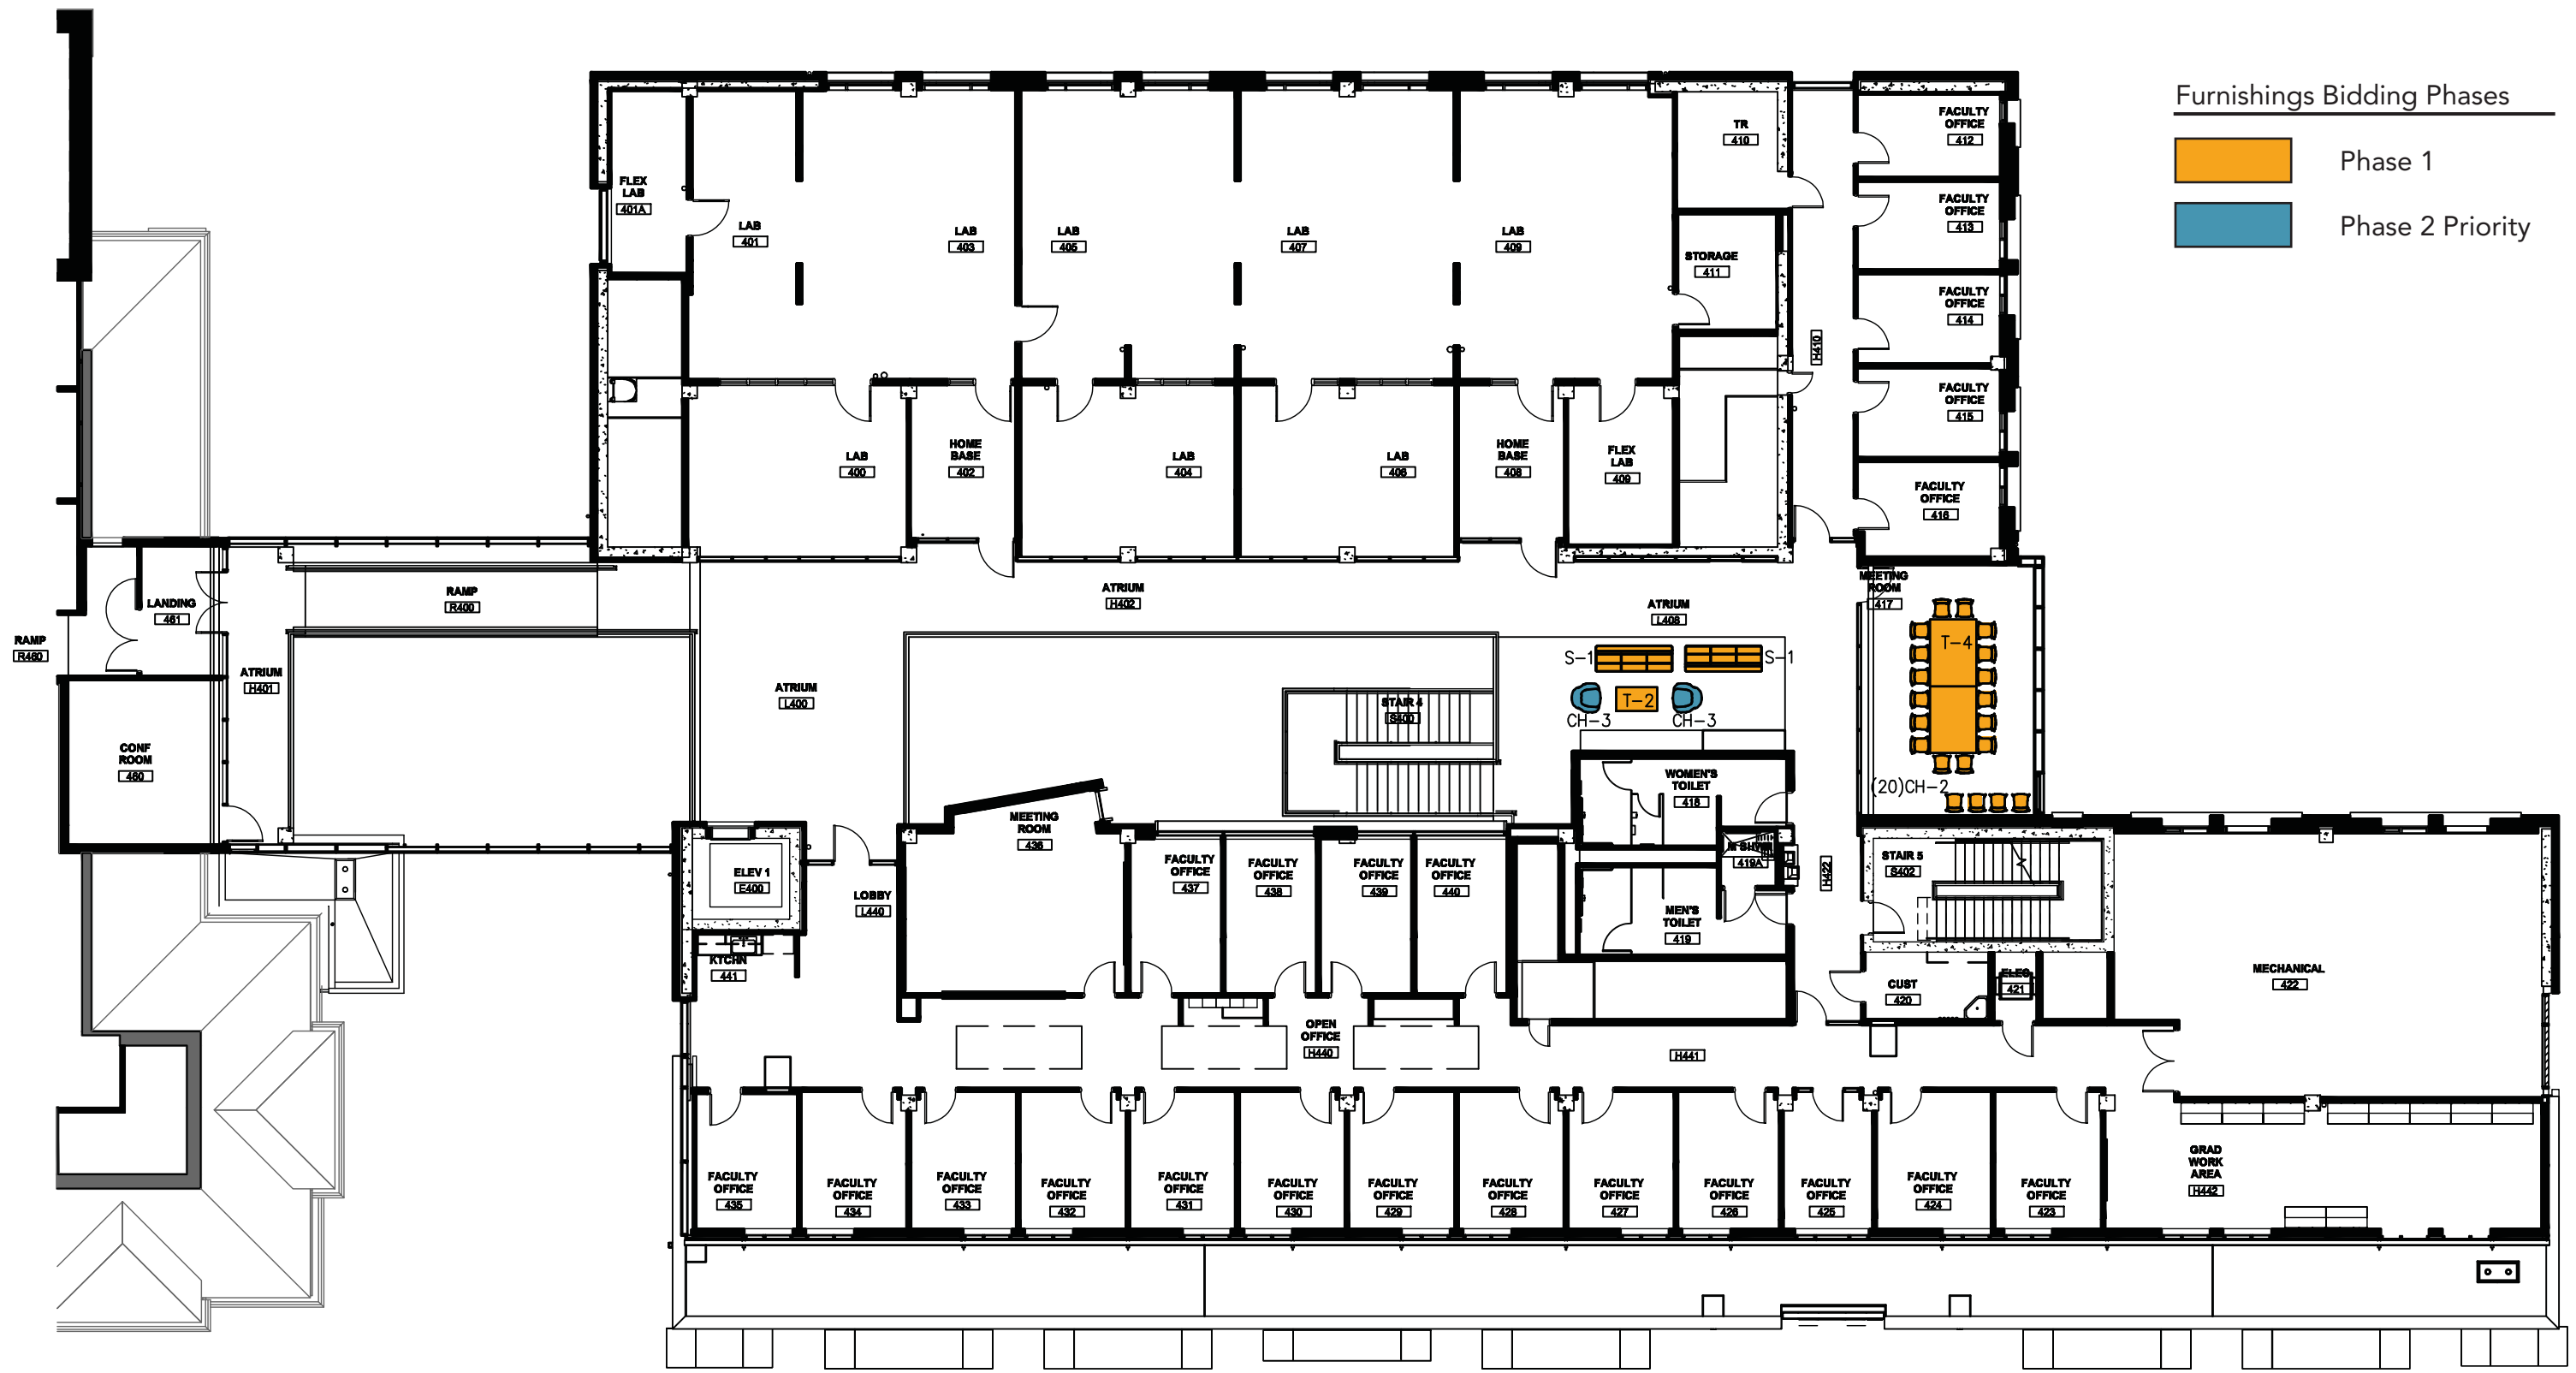 Furnishings Bidding Phases
Phase 1
Phase 2 Priority
FACULTY
OFFICE
412
TR
410
FLEX
LAB
401A
FACULTY
OFFICE
413
LAB
401
LAB
403
LAB
405
LAB
407
LAB
409
STORAGE
411
FACULTY
OFFICE
414
H410
FACULTY
OFFICE
415
LAB
400
HOME
BASE
402
LAB
404
LAB
406
HOME
BASE
408
FLEX
LAB
409
FACULTY
OFFICE
416
RAMP
R400
ATRIUM
H402
ATRIUM
L408
MEETING
ROOM
417
LANDING
461
RAMP
R460
ATRIUM
H401
ATRIUM
L400
STAIR 4
S400
S-1
S-1
T-2
CH-3
CH-3
T-4
(20)CH-2
CONF
ROOM
460
WOMEN'S
TOILET
418
MEETING
ROOM
436
ELEV 1
E400
LOBBY
L440
FACULTY
OFFICE
437
FACULTY
OFFICE
438
FACULTY
OFFICE
439
FACULTY
OFFICE
440
419A
MEN'S
TOILET
419
H422
STAIR 5
S402
KTCHN
441
MECHANICAL
422
CUST
420
ELEC
421
OPEN
OFFICE
H440
H441
FACULTY
OFFICE
435
FACULTY
OFFICE
434
FACULTY
OFFICE
433
FACULTY
OFFICE
432
FACULTY
OFFICE
431
FACULTY
OFFICE
430
FACULTY
OFFICE
429
FACULTY
OFFICE
428
FACULTY
OFFICE
427
FACULTY
OFFICE
426
FACULTY
OFFICE
425
FACULTY
OFFICE
424
FACULTY
OFFICE
423
GRAD
WORK
AREA
H442